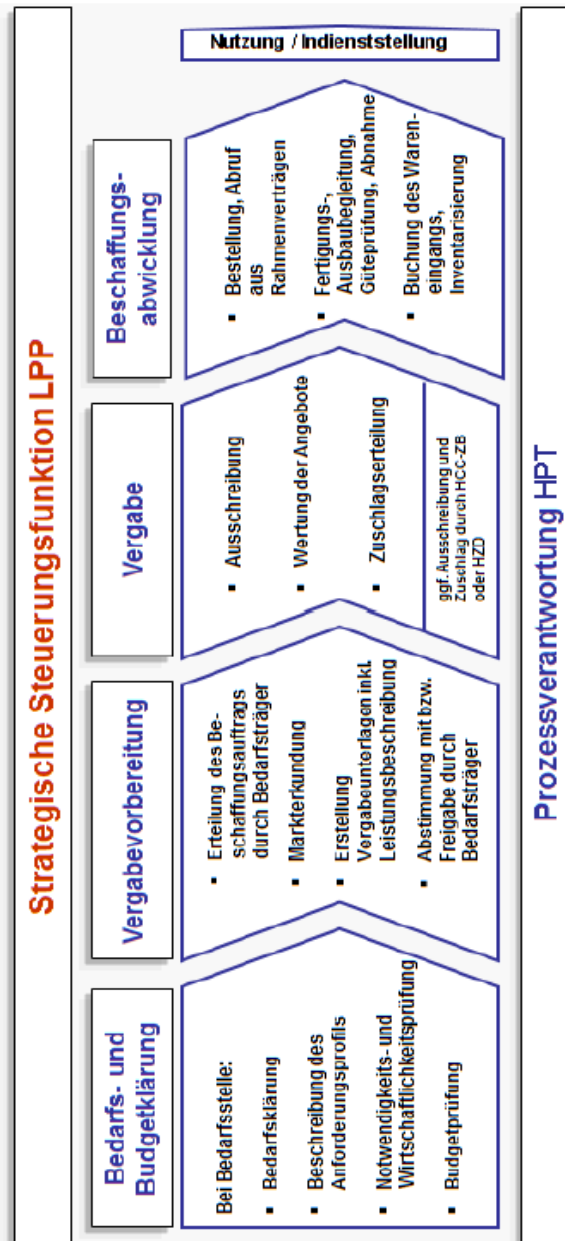 Strategische Steuerungsfunktion LPP
Bedarfs- und
Budgetklärung
Bei Bedarfsstelle:
▪ Bedarfsklärung
▪ Beschreibung des
Anforderungsprofils
▪ Notwendigkeits- und
Wirtschaftlichkeitsprüfung
▪ Budgetprüfung
Vergabevorbereitung
▪ Erteilung des Be-
schaffungsauftrags
durch Bedarfsträger
▪ Markterkundung
▪ Erstellung
Vergabeunterlagen inkl.
Leistungsbeschreibung
▪ Abstimmung mit bzw.
Freigabe durch
Bedarfsträger
Vergabe
▪ Ausschreibung
▪ Wertung der Angebote
▪ Zuschlagserteilung
ggf. Ausschreibung und
Zuschlag durch HCC-ZB
oder HZD
Beschaffungs-
abwicklung
▪ Bestellung, Abruf
aus
Rahmenverträgen
▪ Fertigungs-,
Ausbaubegleitung,
Güteprüfung, Abnahme
▪ Buchung des Waren-
eingangs,
Inventarisierung
Nutzung / Indienststellung
Prozessverantwortung HPT